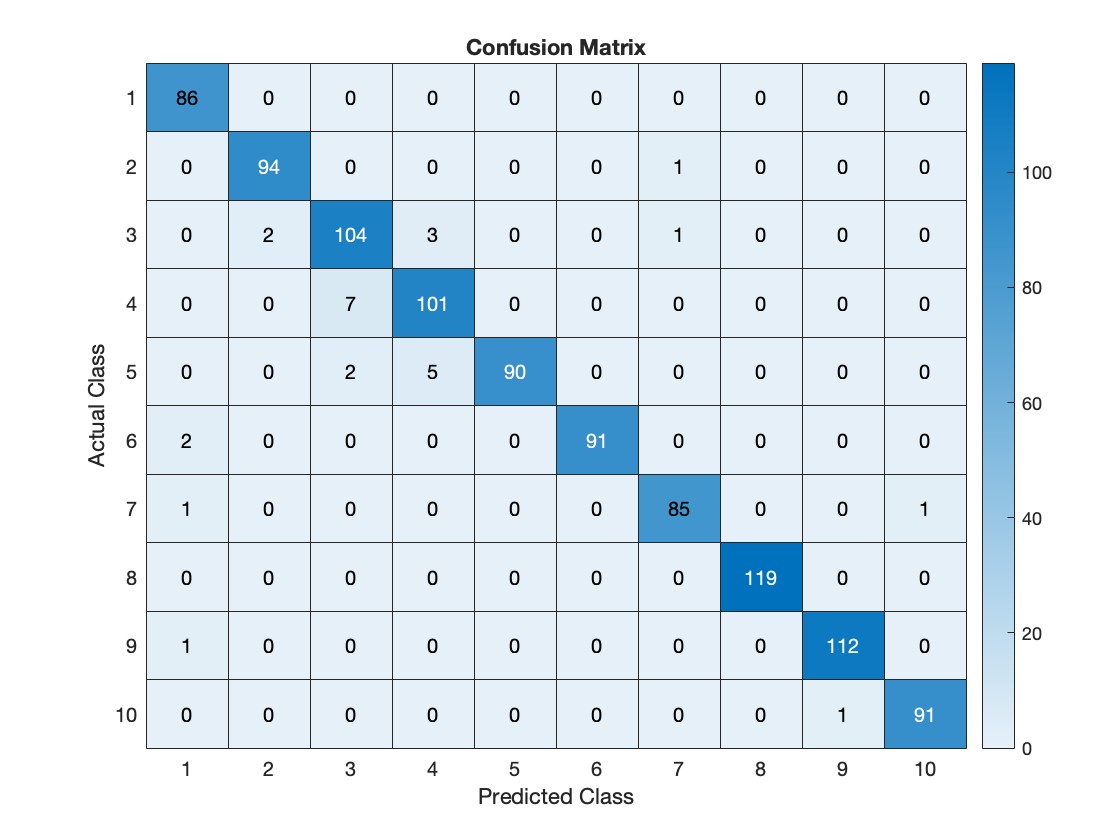 Confusion Matrix
Actual Class
1 86 0 0 0 0 0 0 0 0 0
2 0 94 0 0 0 0 1 0 0 0
3 0 2 104 3 0 0 1 0 0 0
4 0 0 7 101 0 0 0 0 0 0
5 0 0 2 5 90 0 0 0 0 0
6 2 0 0 0 0 91 0 0 0 0
7 1 0 0 0 0 0 85 0 0 1
8 0 0 0 0 0 0 0 119 0 0
9 1 0 0 0 0 0 0 0 112 0
10 0 0 0 0 0 0 0 0 1 91
1 2 3 4 5 6 7 8 9 10
Predicted Class
100
80
60
40
20
0